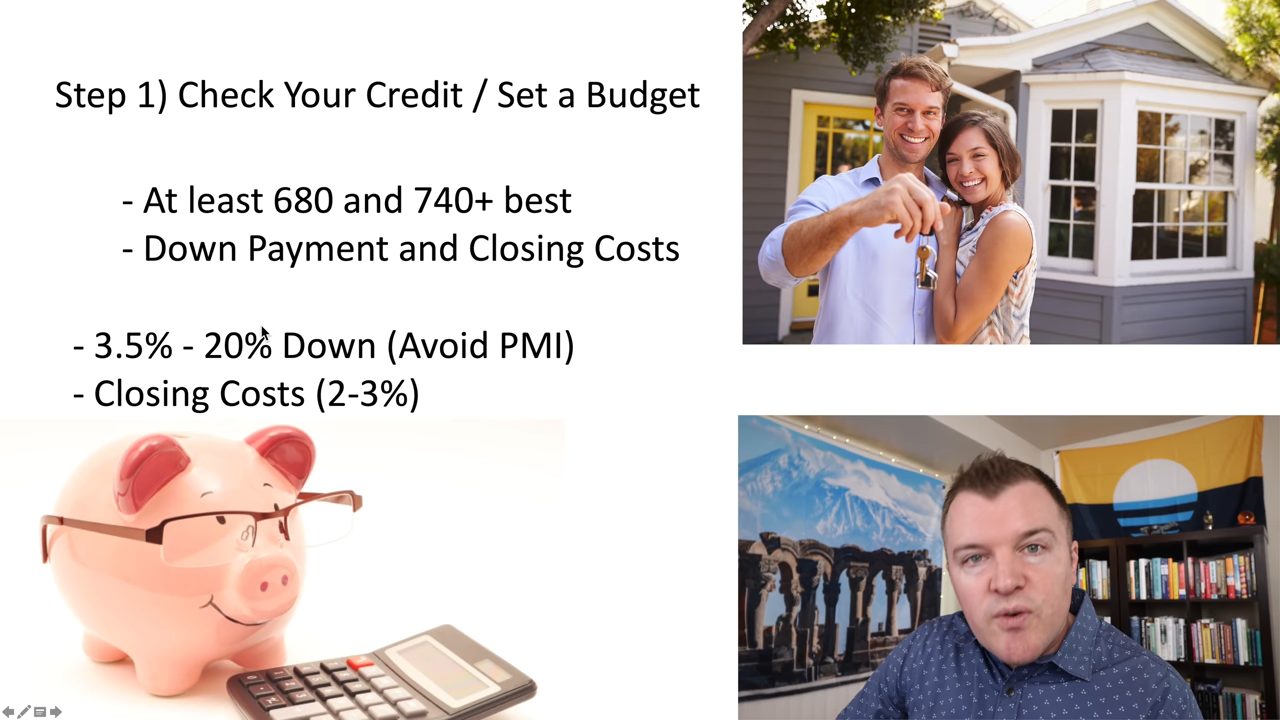 Step 1) Check Your Credit / Set a Budget
- At least 680 and 740+ best
- Down Payment and Closing Costs
- 3.5% - 20% Down (Avoid PMI)
- Closing Costs (2-3%)